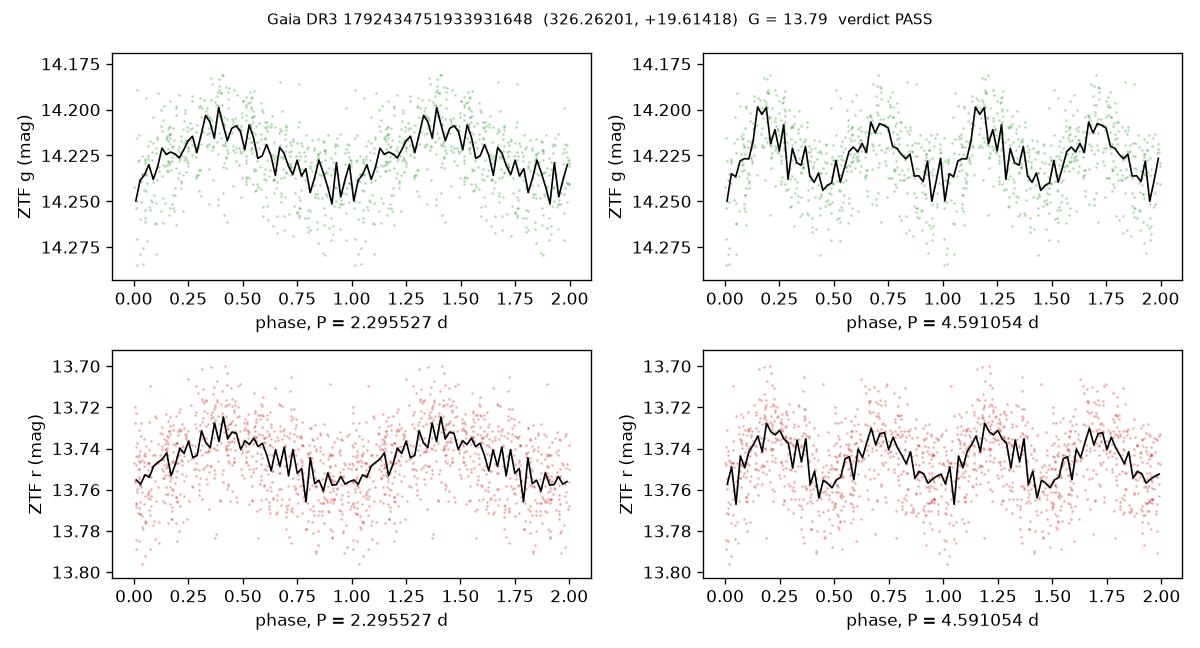 Gaia DR3 1792434751933931648 (326.26201, +19.61418) G = 13.79 verdict PASS
14.175
14.200
14.225
14.250
14.275
ZTF g (mag)
0.00 0.25 0.50 0.75 1.00 1.25 1.50 1.75 2.00
phase, P = 2.295527 d
14.175
14.200
14.225
14.250
14.275
ZTF g (mag)
0.00 0.25 0.50 0.75 1.00 1.25 1.50 1.75 2.00
phase, P = 4.591054 d
13.70
13.72
13.74
13.76
13.78
13.80
ZTF r (mag)
0.00 0.25 0.50 0.75 1.00 1.25 1.50 1.75 2.00
phase, P = 2.295527 d
13.70
13.72
13.74
13.76
13.78
13.80
ZTF r (mag)
0.00 0.25 0.50 0.75 1.00 1.25 1.50 1.75 2.00
phase, P = 4.591054 d